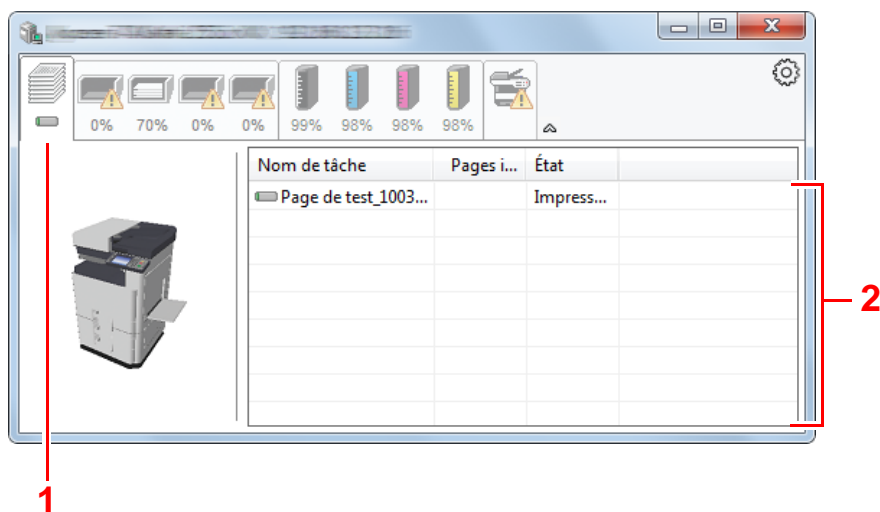 0% 70% 0% 0% 99% 98% 98% 98%
Nom de tâche Pages i... État
Page de test_1003... Impress...
2
1